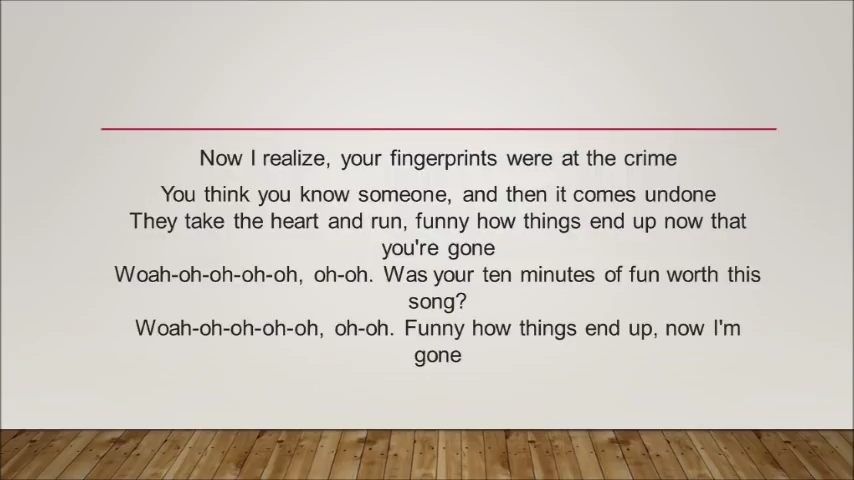 Now I realize, your fingerprints were at the crime
You think you know someone, and then it comes undone
They take the heart and run, funny how things end up now that
you're gone
Woah-oh-oh-oh-oh, oh-oh. Was your ten minutes of fun worth this
song?
Woah-oh-oh-oh-oh, oh-oh. Funny how things end up, now I'm
gone